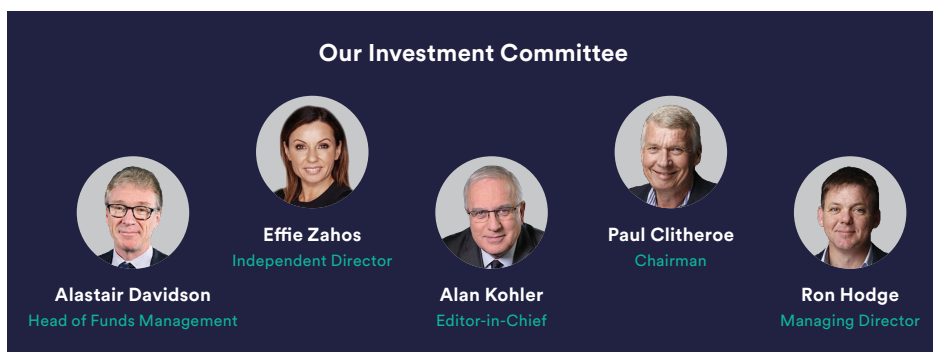 Our Investment Committee
Alastair Davidson
Head of Funds Management
Effie Zahos
Independent Director
Alan Kohler
Editor-in-Chief
Paul Clitheroe
Chairman
Ron Hodge
Managing Director